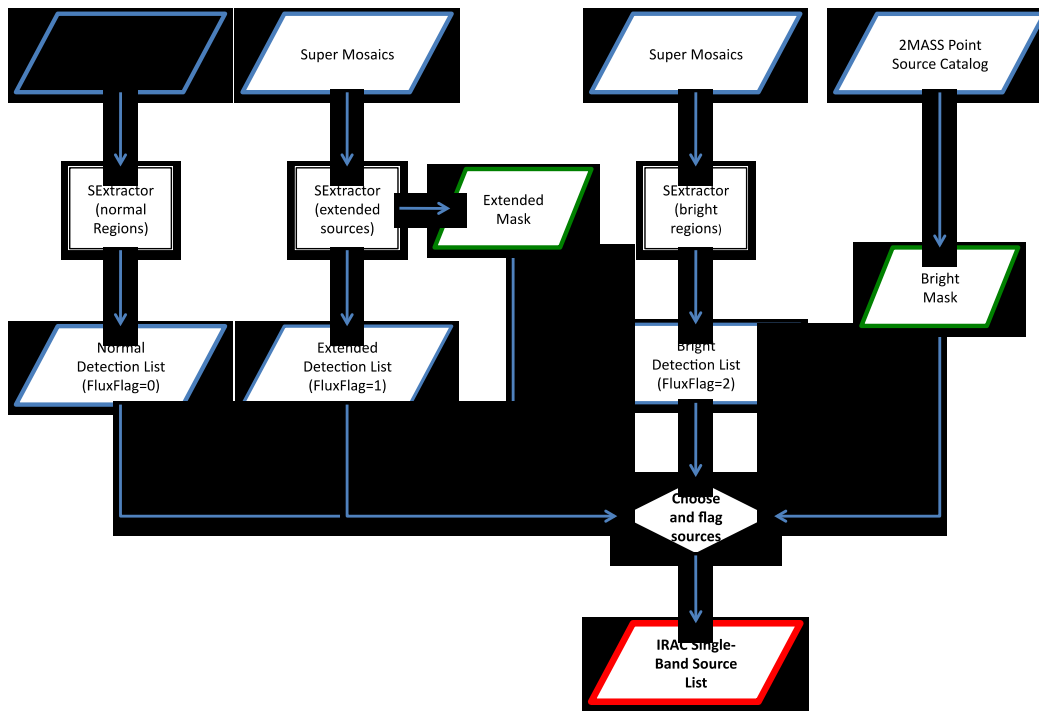 Super Mosaics
Super Mosaics
2MASS Point
Source Catalog
SExtractor
(normal
Regions)
SExtractor
(extended
sources)
Extended
Mask
SExtractor
(bright
regions)
Bright
Mask
Normal
Detection List
(FluxFlag=0)
Extended
Detection List
(FluxFlag=1)
Bright
Detection List
(FluxFlag=2)
Choose
and flag
sources
IRAC Single-
Band Source
List